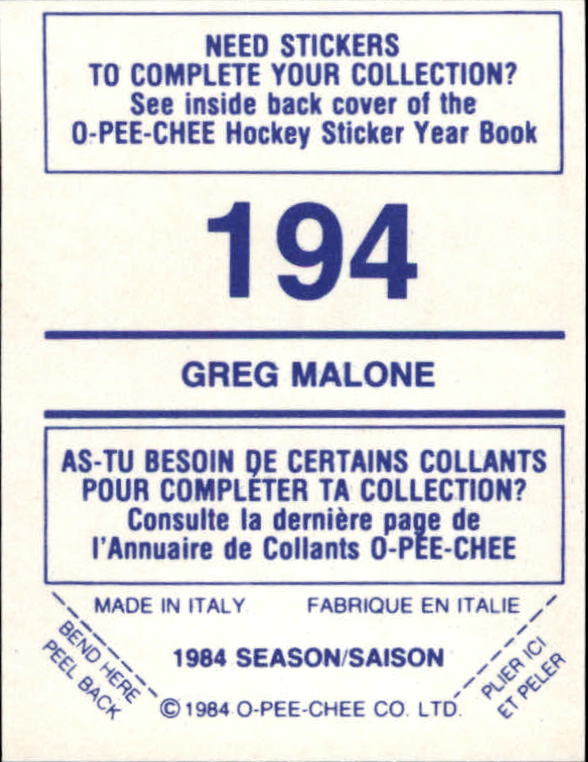 NEED STICKERS
TO COMPLETE YOUR COLLECTION?
See inside back cover of the
O-PEE-CHEE Hockey Sticker Year Book
194
GREG MALONE
AS-TU BESOIN DE CERTAINS COLLANTS
POUR COMPLÉTER TA COLLECTION?
Consulte la dernière page de
l'Annuaire de Collants O-PEE-CHEE
MADE IN ITALY FABRIQUE EN ITALIE
BEND HERE
PEEL BACK
1984 SEASON/SAISON
PLIER ICI
ET PELER
© 1984 O-PEE-CHEE CO. LTD.